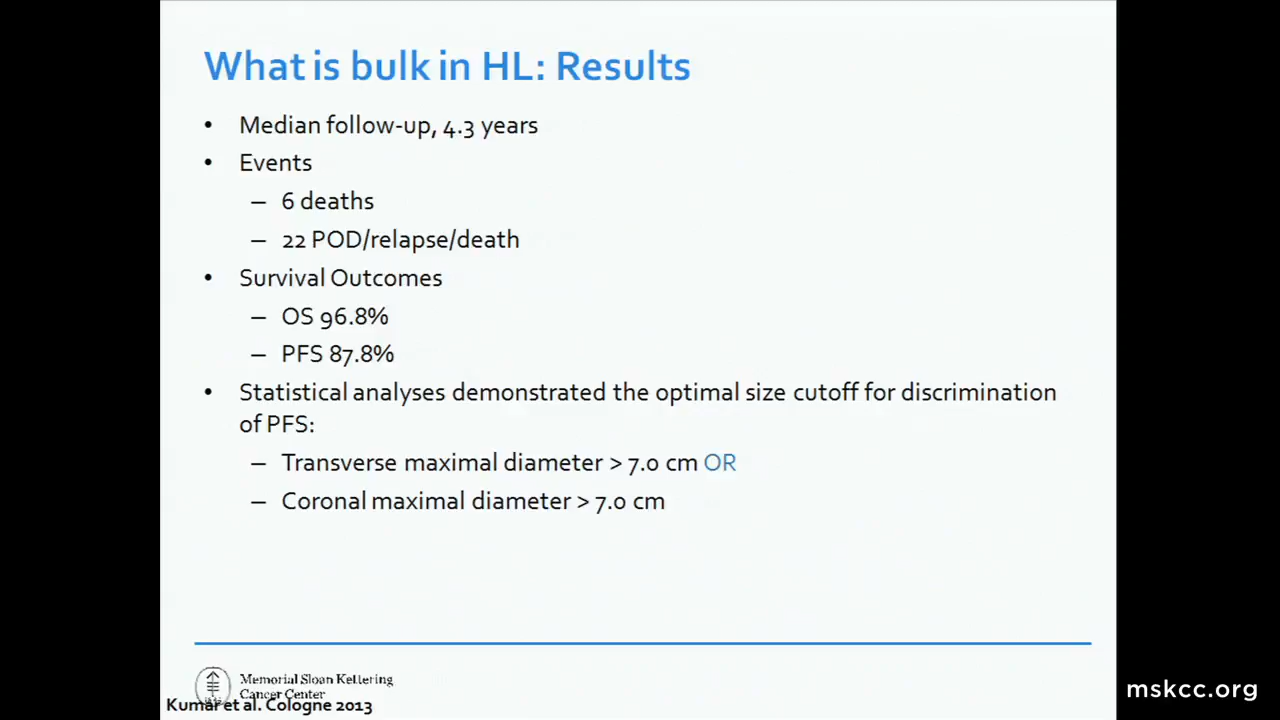 What is bulk in HL: Results
• Median follow-up, 4.3 years
• Events
– 6 deaths
– 22 POD/relapse/death
• Survival Outcomes
– OS 96.8%
– PFS 87.8%
• Statistical analyses demonstrated the optimal size cutoff for discrimination
of PFS:
– Transverse maximal diameter > 7.0 cm OR
– Coronal maximal diameter > 7.0 cm
Memorial Sloan Kettering
Cancer Center
Kumar et al. Cologne 2013
mskcc.org